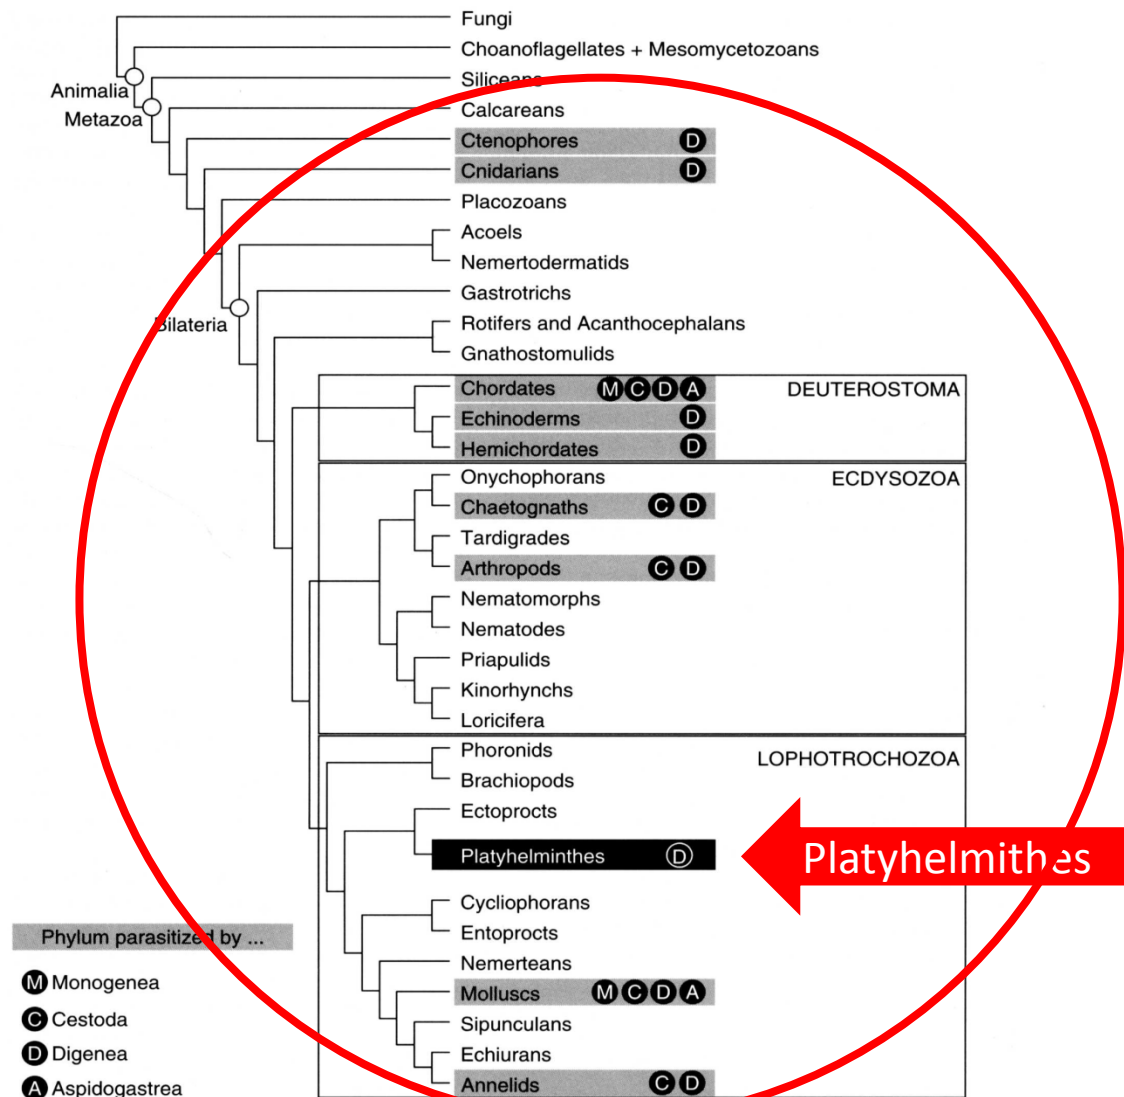 Fungi
Choanoflagellates + Mesomycetozoans
Siliceans
Animalia
Metazoa
Calcareans
Ctenophores D
Cnidarians D
Placozoans
Acoels
Nemertodermatids
Gastrotrichs
Bilateria
Rotifers and Acanthocephalans
Gnathostomulids
Chordates M C D A DEUTEROSTOMA
Echinoderms D
Hemichordates D
Onychophorans ECDYSOZOA
Chaetognaths C D
Tardigrades
Arthropods C D
Nematomorphs
Nematodes
Priapulids
Kinorhynchs
Loricifera
Phoronids LOPHOTROCHOZOA
Brachiopods
Ectoprocts
Platyhelminthes D Platyhelmithes
Cycliophorans
Entoprocts
Nemerteans
Molluscs M C D A
Sipunculans
Echiurans
Annelids C D
Phylum parasitized by ...
M Monogenea
C Cestoda
D Digenea
A Aspidogastrea